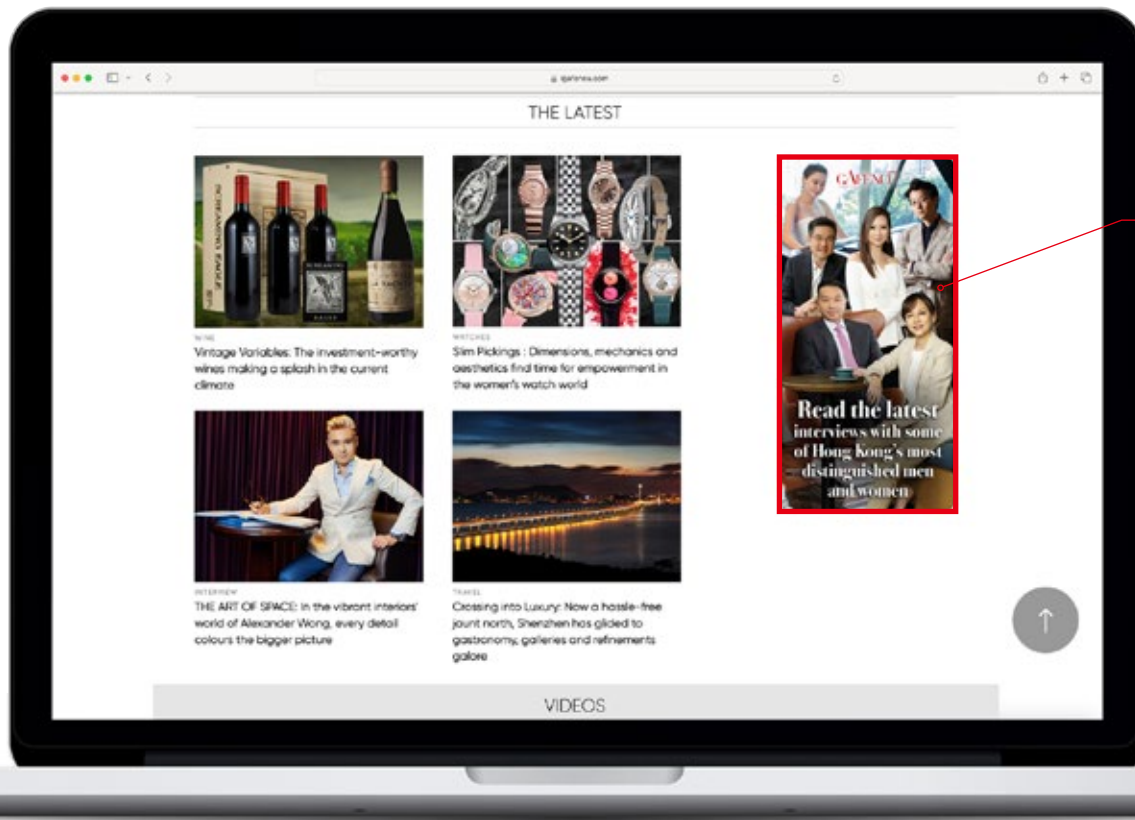 THE LATEST
WINE
Vintage Variables: The investment-worthy
wines making a splash in the current
climate
WATCHES
Slim Pickings : Dimensions, mechanics and
aesthetics find time for empowerment in
the women's watch world
GAFENCU
Read the latest
interviews with some
of Hong Kong's most
distinguished men
and women
INTERVIEW
THE ART OF SPACE: In the vibrant interiors'
world of Alexander Wong, every detail
colours the bigger picture
TRAVEL
Crossing into Luxury: Now a hassle-free
jaunt north, Shenzhen has glided to
gastronomy, galleries and refinements
galore
VIDEOS
SCREAMING EAGLE